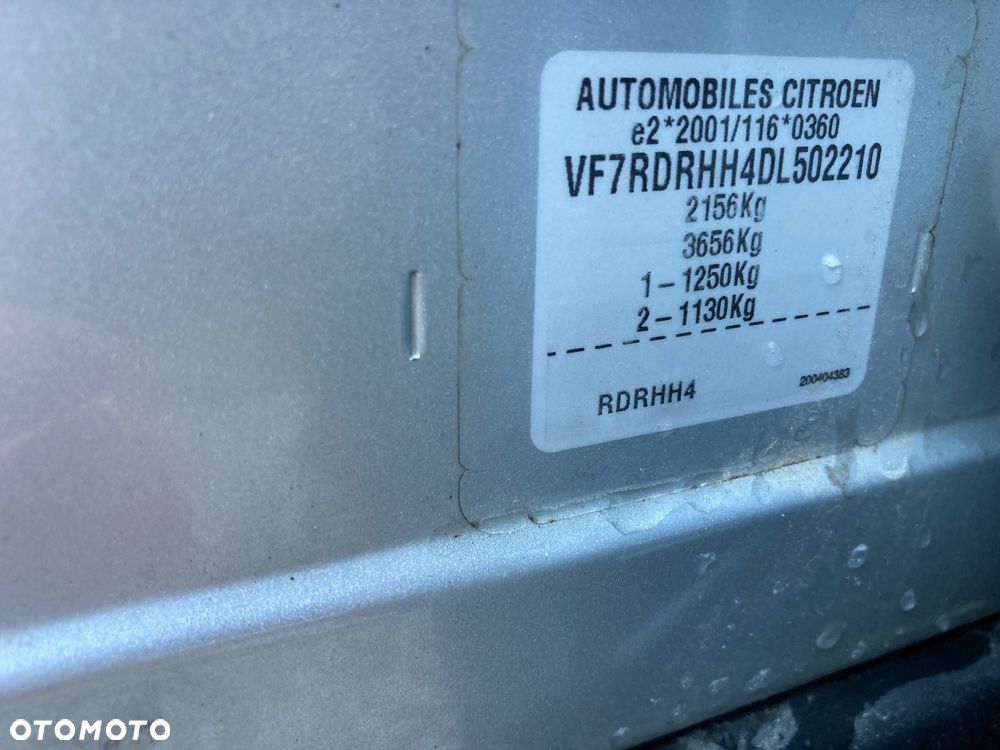 AUTOMOBILES CITROEN
e2*2001/116*0360
VF7RDRHH4DL502210
2156Kg
3656Kg
1-1250Kg
2-1130Kg
RDRHH4
200404383
OTOMOTO